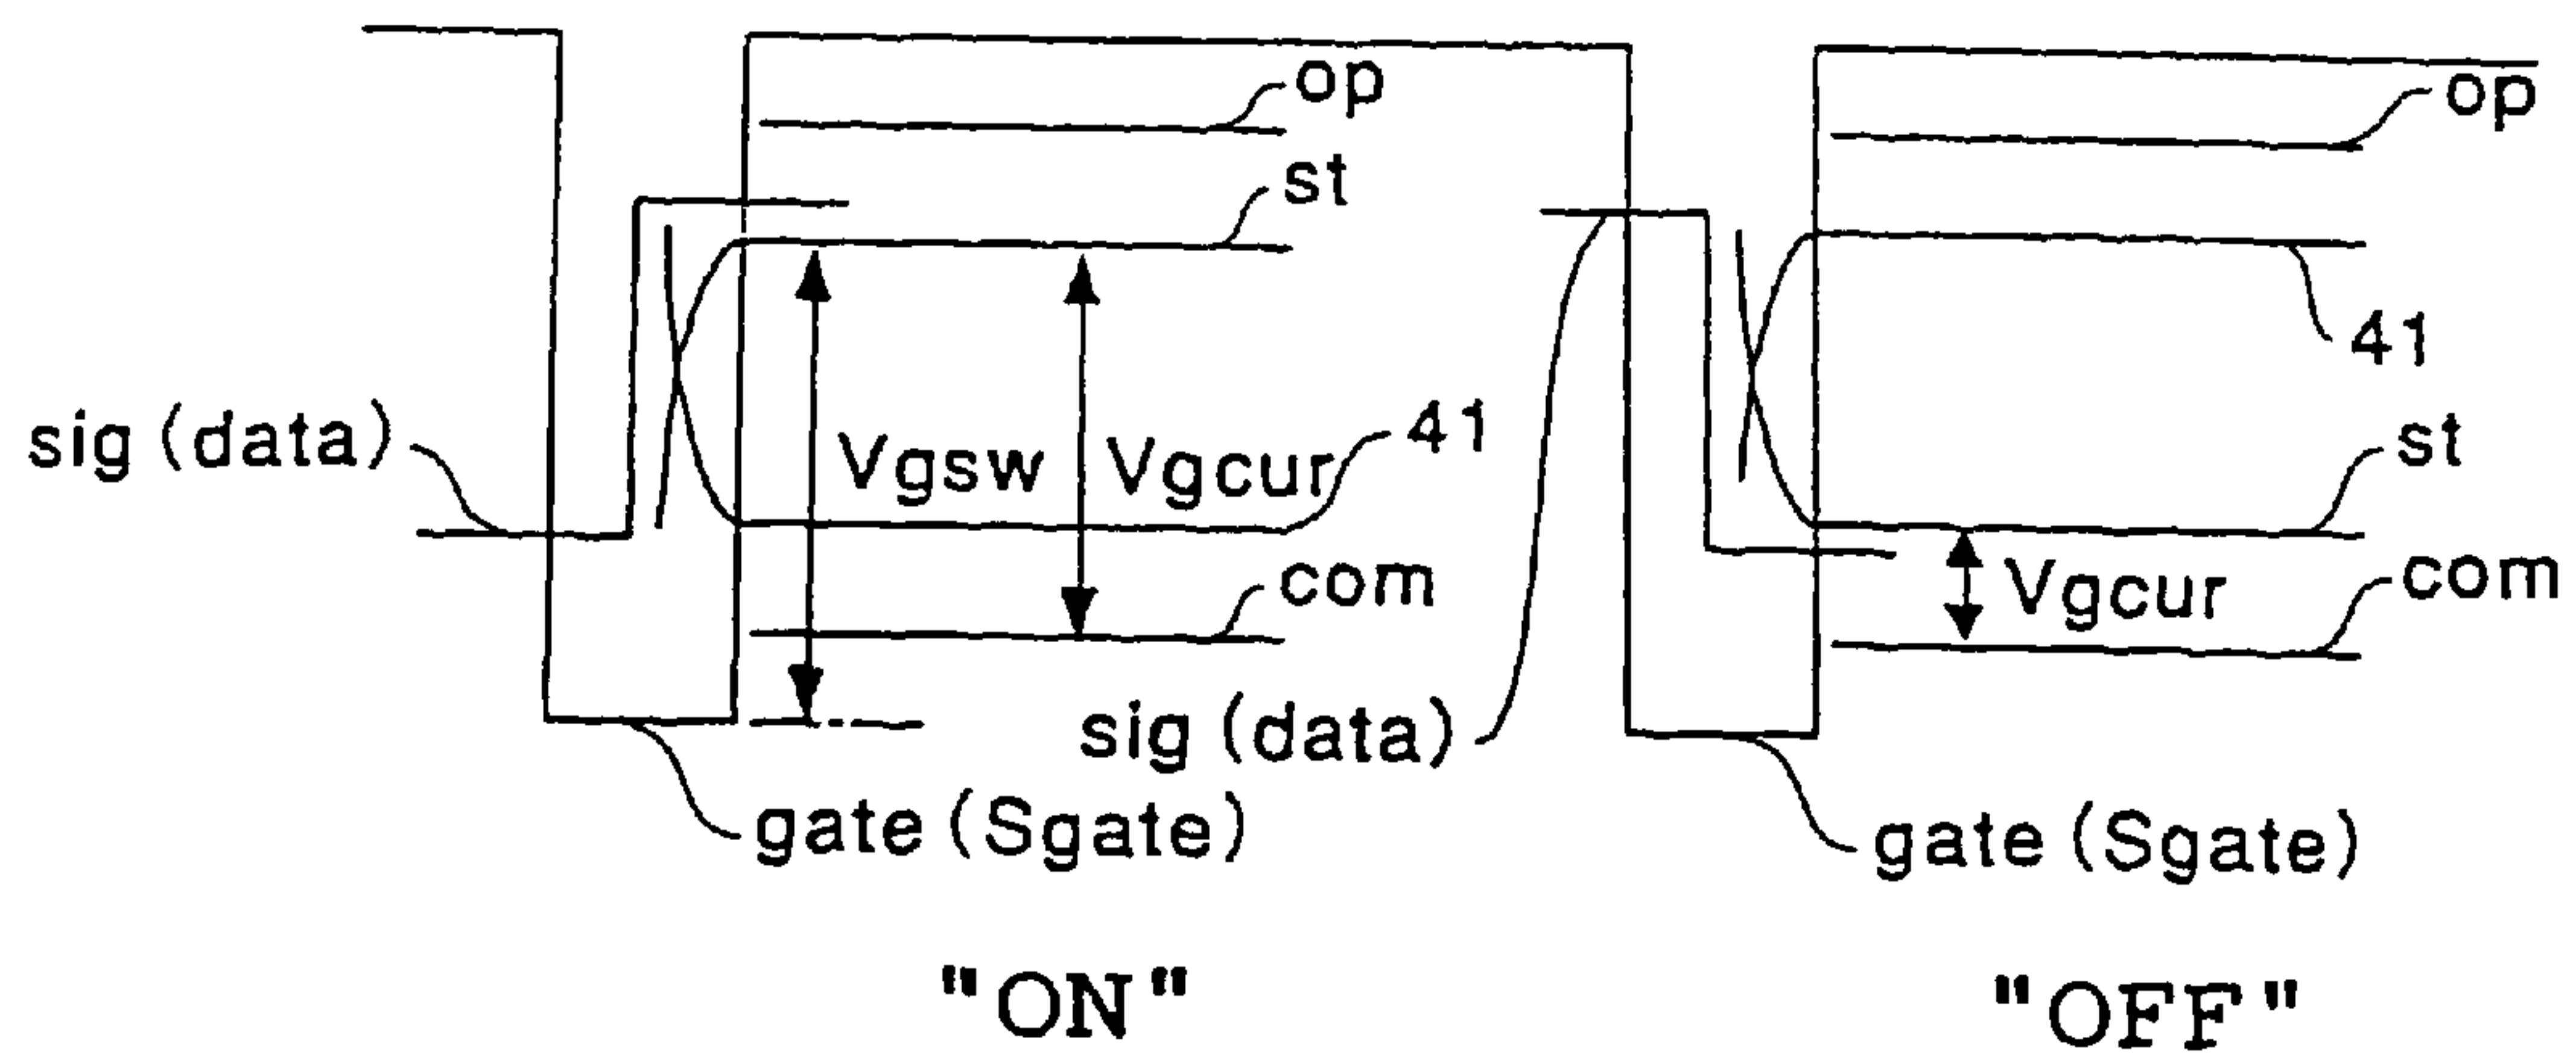 op
op
st
41
sig (data)
Vgsw
Vgcur
41
st
com
com
Vgcur
sig (data)
gate (Sgate)
gate (Sgate)
"ON"
"OFF"